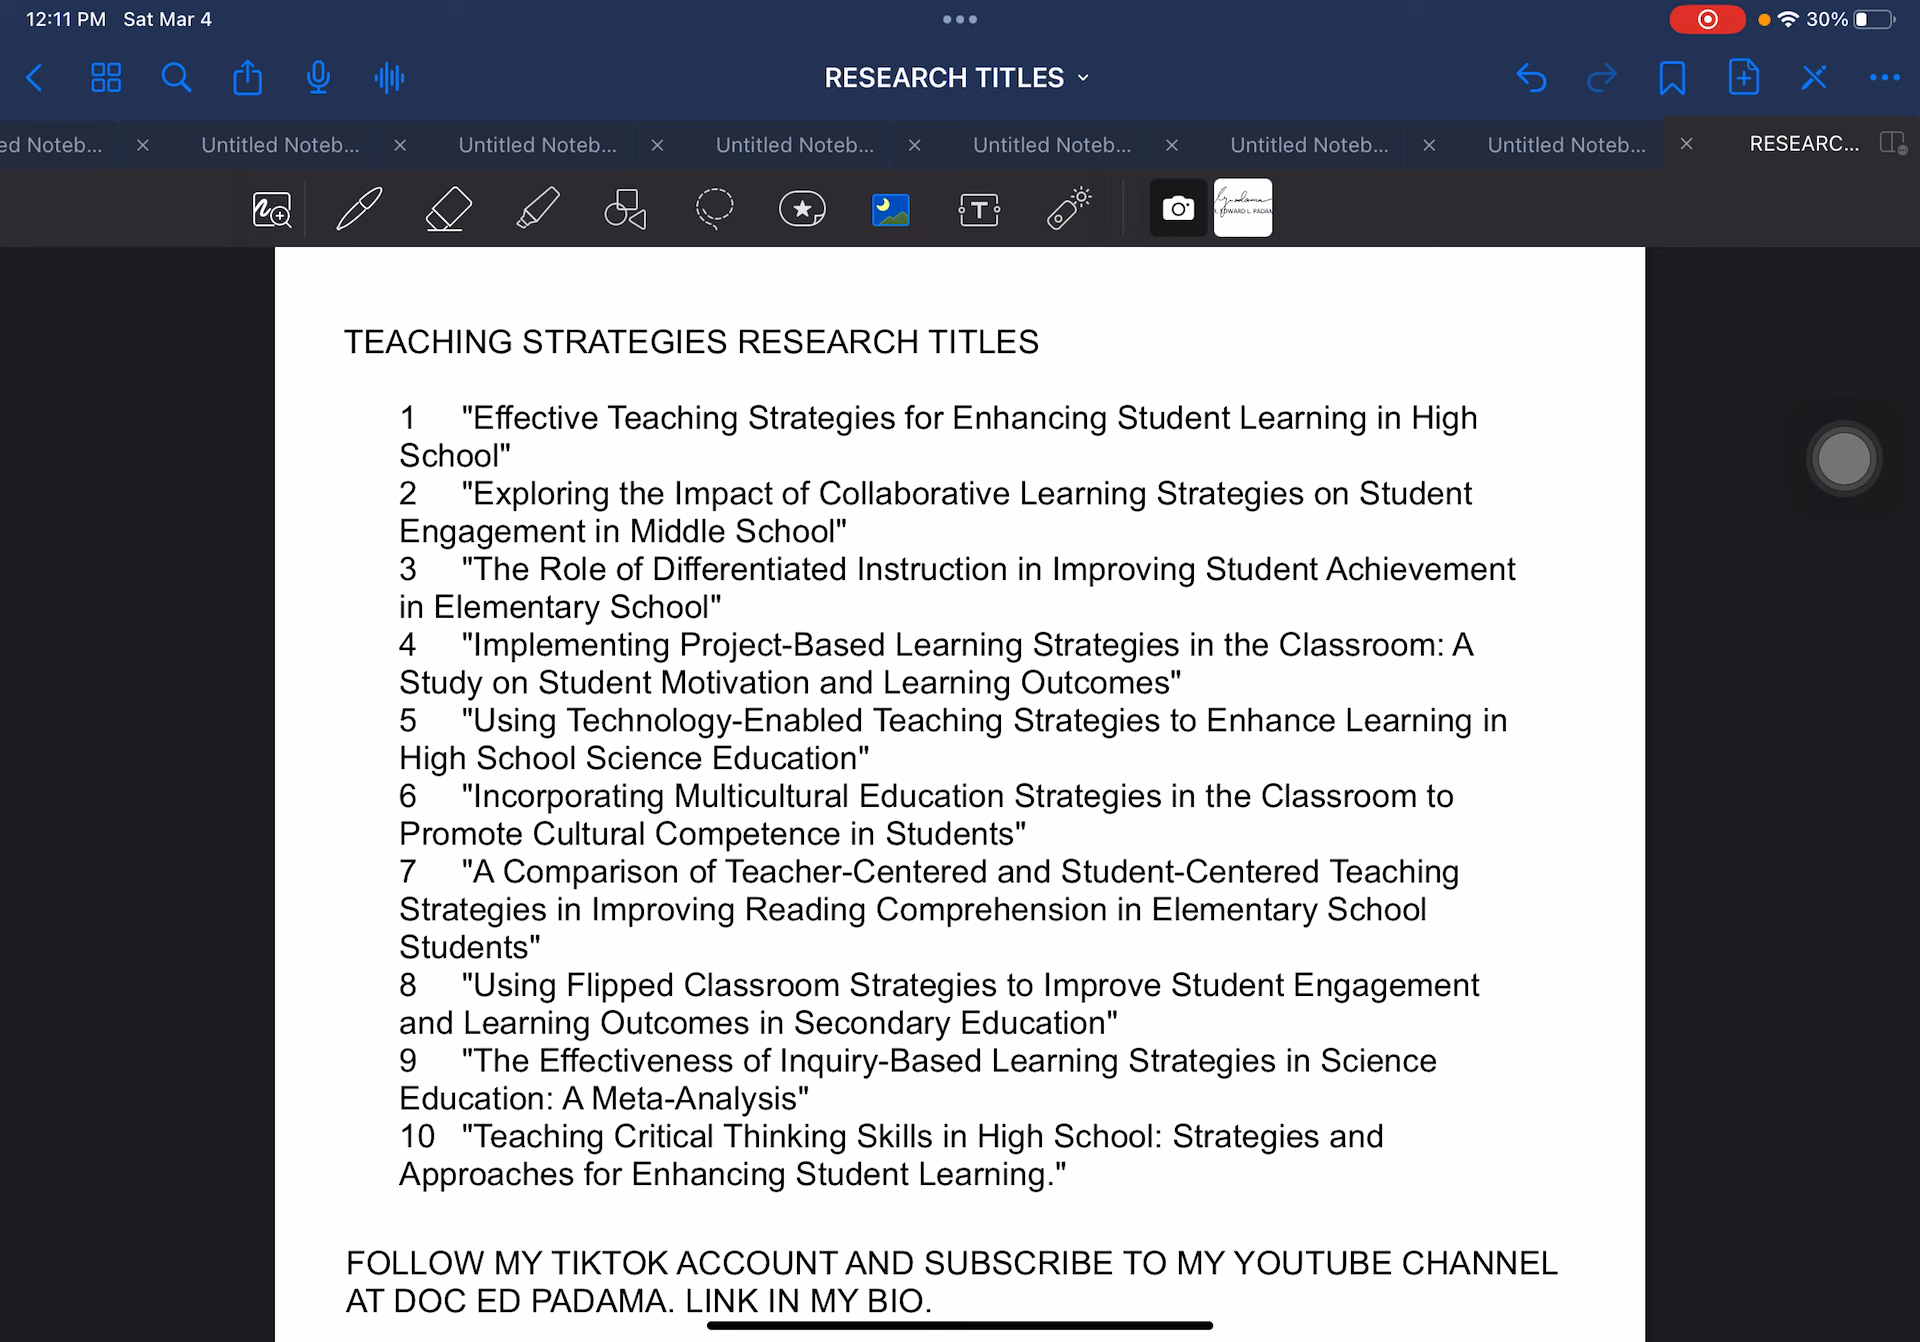 12:11 PM Sat Mar 4
30%
RESEARCH TITLES
ed Noteb...
Untitled Noteb...
Untitled Noteb...
Untitled Noteb...
Untitled Noteb...
Untitled Noteb...
Untitled Noteb...
RESEARC...
T
EDWARD L. PADAM
TEACHING STRATEGIES RESEARCH TITLES
1 "Effective Teaching Strategies for Enhancing Student Learning in High
School"
2 "Exploring the Impact of Collaborative Learning Strategies on Student
Engagement in Middle School"
3 "The Role of Differentiated Instruction in Improving Student Achievement
in Elementary School"
4 "Implementing Project-Based Learning Strategies in the Classroom: A
Study on Student Motivation and Learning Outcomes"
5 "Using Technology-Enabled Teaching Strategies to Enhance Learning in
High School Science Education"
6 "Incorporating Multicultural Education Strategies in the Classroom to
Promote Cultural Competence in Students"
7 "A Comparison of Teacher-Centered and Student-Centered Teaching
Strategies in Improving Reading Comprehension in Elementary School
Students"
8 "Using Flipped Classroom Strategies to Improve Student Engagement
and Learning Outcomes in Secondary Education"
9 "The Effectiveness of Inquiry-Based Learning Strategies in Science
Education: A Meta-Analysis"
10 "Teaching Critical Thinking Skills in High School: Strategies and
Approaches for Enhancing Student Learning."
FOLLOW MY TIKTOK ACCOUNT AND SUBSCRIBE TO MY YOUTUBE CHANNEL
AT DOC ED PADAMA. LINK IN MY BIO.